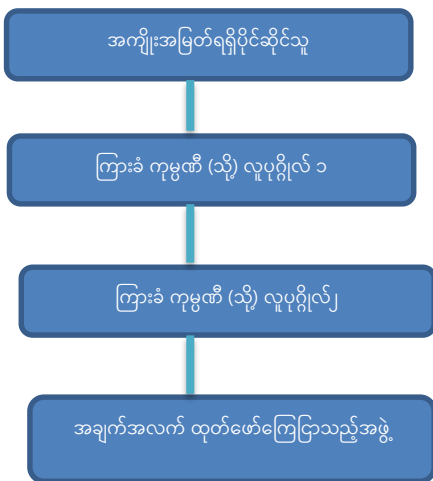 အကျိုးအမြတ်ရရှိပိုင်ဆိုင်သူ
ကြားခံ ကုမ္ပဏီ (သို့) လူပုဂ္ဂိုလ် ၁
ကြားခံ ကုမ္ပဏီ (သို့) လူပုဂ္ဂိုလ်၂
အချက်အလက် ထုတ်ဖော်ကြေငြာသည့်အဖွဲ့